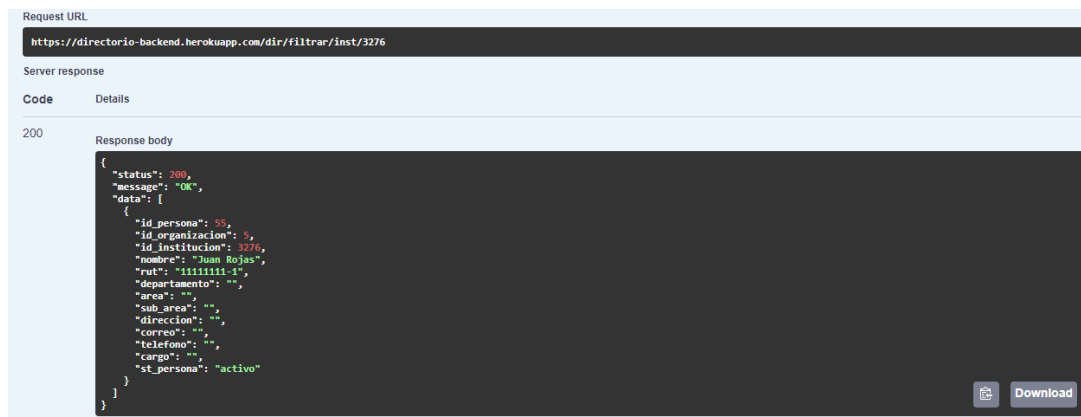 Request URL
https://directorio-backend.herokuapp.com/dir/filtrar/inst/3276
Server response
Code Details
200
Response body
{
"status": 200,
"message": "OK",
"data": [
{
"id_persona": 55,
"id_organizacion": 5,
"id_institucion": 3276,
"nombre": "Juan Rojas",
"rut": "11111111-1",
"departamento": "",
"area": "",
"sub_area": "",
"direccion": "",
"correo": "",
"telefono": "",
"cargo": "",
"st_persona": "activo"
}
]
}
Download